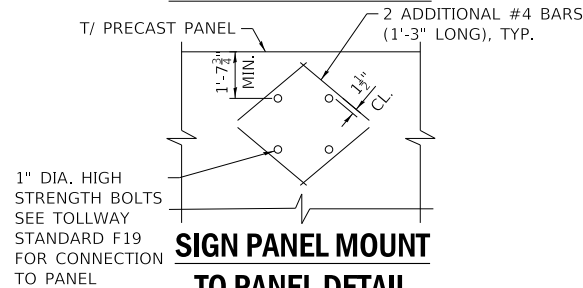 T/ PRECAST PANEL
2 ADDITIONAL #4 BARS
(1'-3" LONG), TYP.
1'-7¾"
MIN.
1½"
CL.
1" DIA. HIGH
STRENGTH BOLTS
SEE TOLLWAY
STANDARD F19
FOR CONNECTION
TO PANEL
SIGN PANEL MOUNT
TO PANEL DETAIL